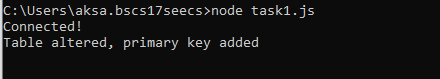 C:\Users\aksa.bscs17seecs>node task1.js
Connected!
Table altered, primary key added